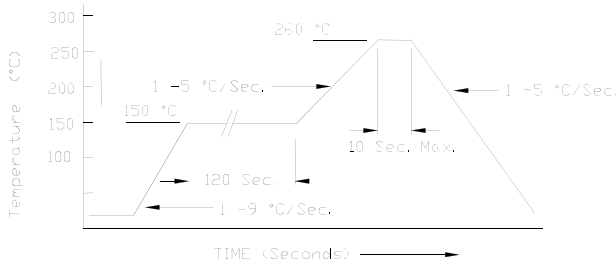 300
260 °C
250
Temperature (°C)
1 -5 °C/Sec.
1 -5 °C/Sec.
200
150 °C
150
10 Sec. Max.
100
120 Sec.
1 -9 °C/Sec.
TIME (Seconds)